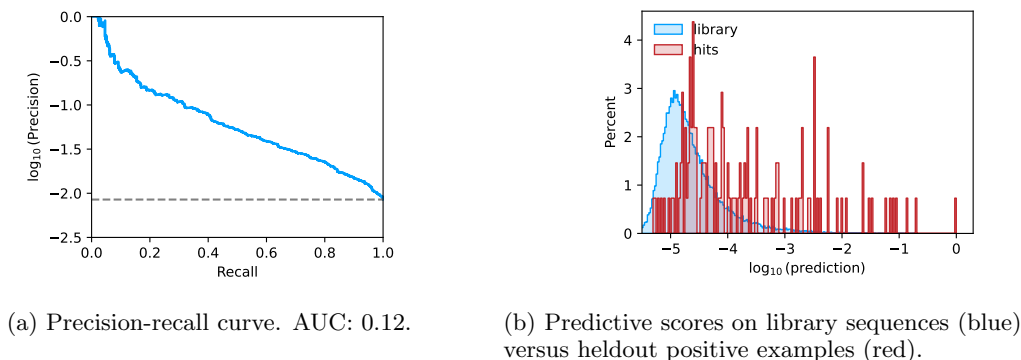 0.0
−0.5
−1.0
−1.5
−2.0
−2.5
log₁₀(Precision)
0.0 0.2 0.4 0.6 0.8 1.0
Recall
4
3
2
1
0
Percent
library
hits
−5 −4 −3 −2 −1 0
log₁₀(prediction)
(a) Precision-recall curve. AUC: 0.12.
(b) Predictive scores on library sequences (blue)
versus heldout positive examples (red).